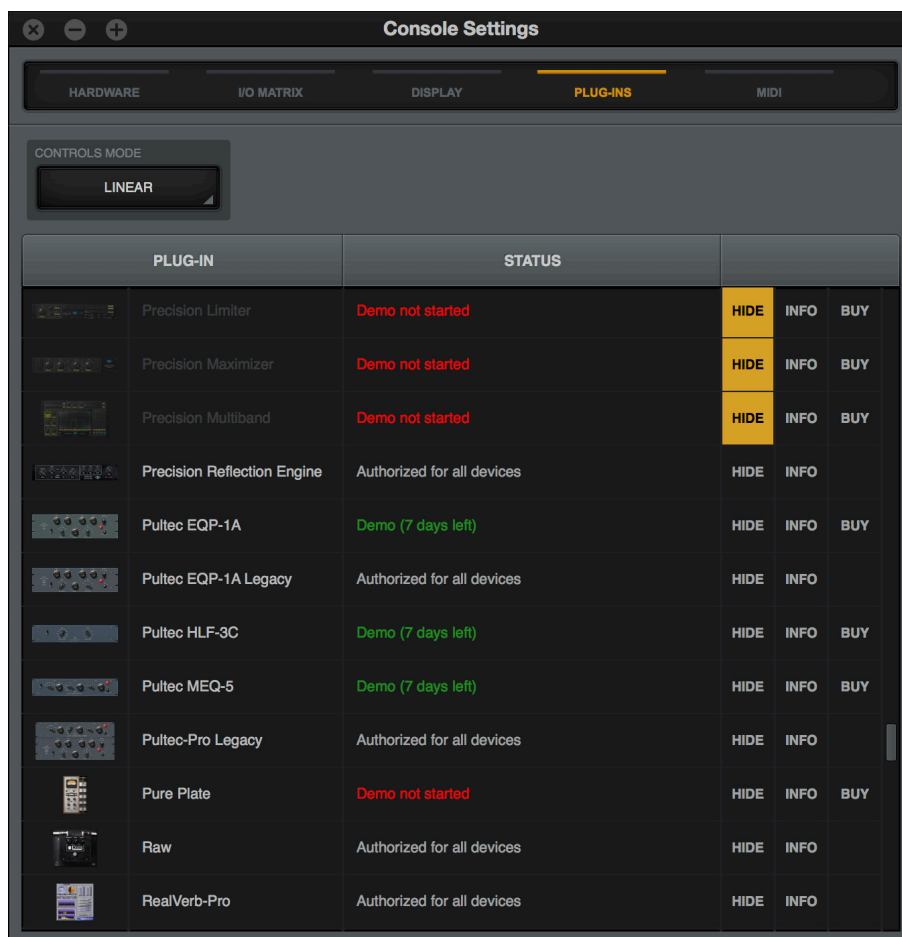 Console Settings
HARDWARE I/O MATRIX DISPLAY PLUG-INS MIDI
CONTROLS MODE
LINEAR
PLUG-IN STATUS
Precision Limiter Demo not started HIDE INFO BUY
Precision Maximizer Demo not started HIDE INFO BUY
Precision Multiband Demo not started HIDE INFO BUY
Precision Reflection Engine Authorized for all devices HIDE INFO
Pultec EQP-1A Demo (7 days left) HIDE INFO BUY
Pultec EQP-1A Legacy Authorized for all devices HIDE INFO
Pultec HLF-3C Demo (7 days left) HIDE INFO BUY
Pultec MEQ-5 Demo (7 days left) HIDE INFO BUY
Pultec-Pro Legacy Authorized for all devices HIDE INFO
Pure Plate Demo not started HIDE INFO BUY
Raw Authorized for all devices HIDE INFO
RealVerb-Pro Authorized for all devices HIDE INFO